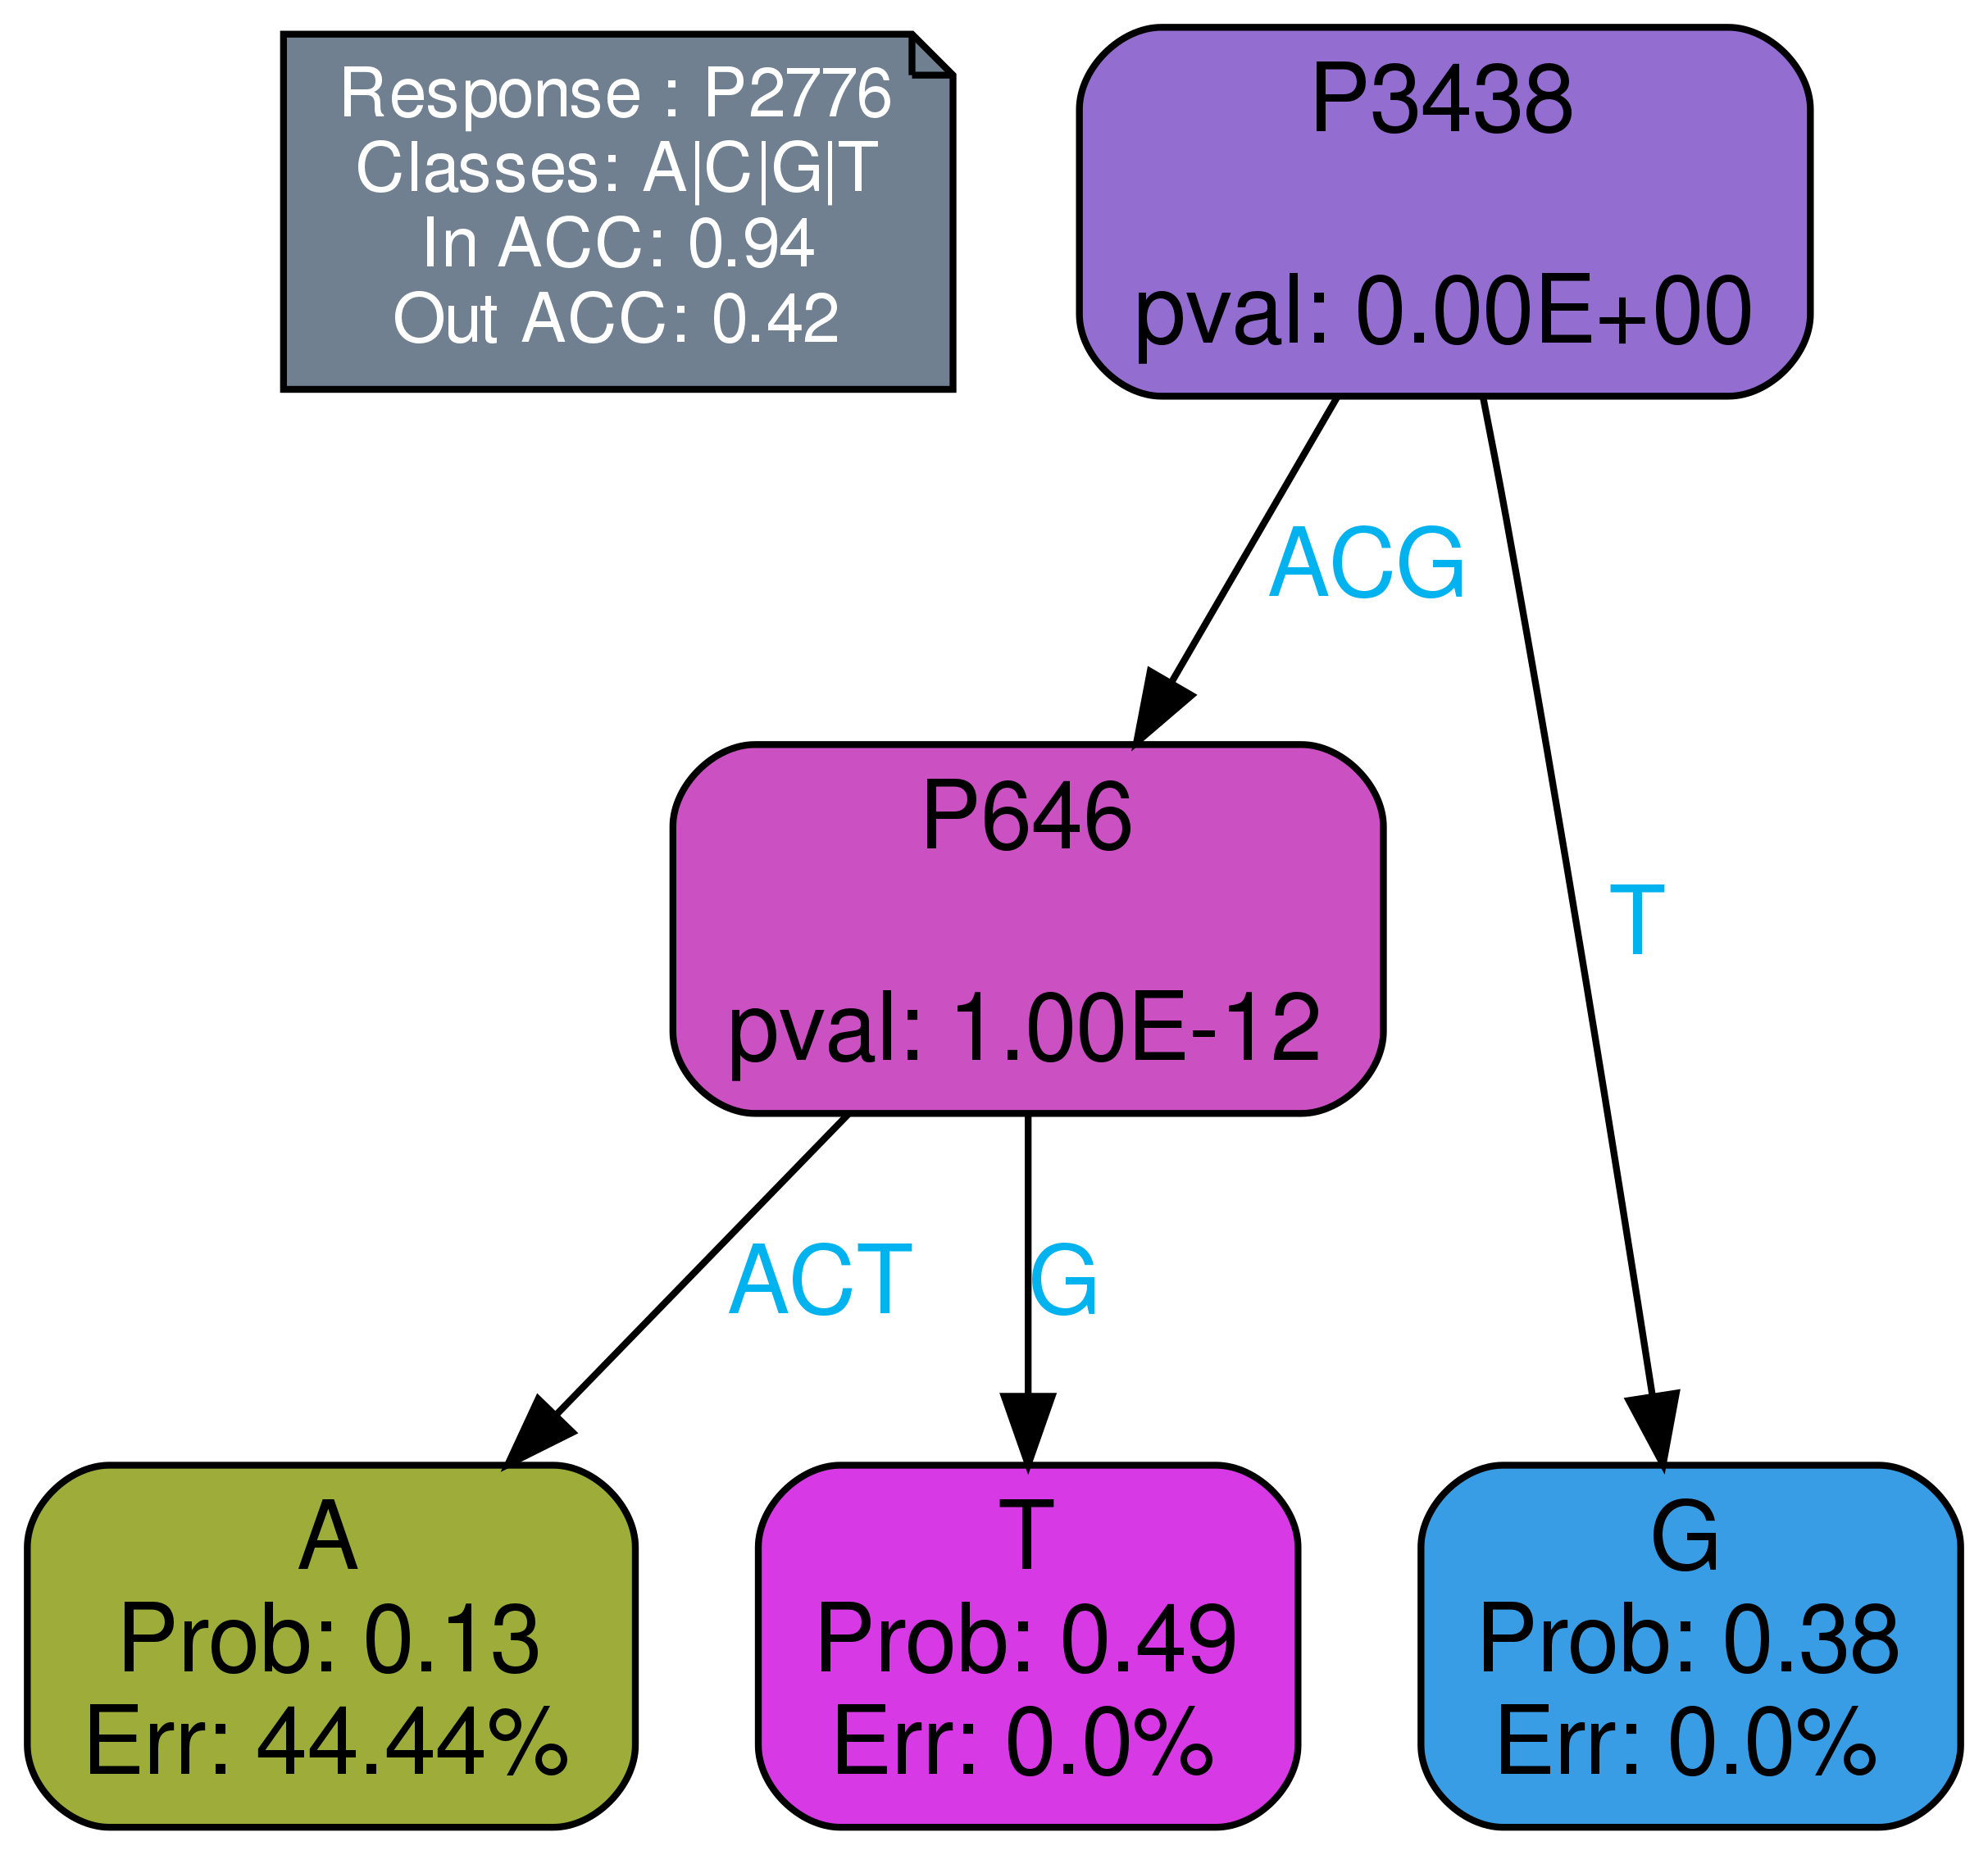 Response : P2776
Classes: A|C|G|T
In ACC: 0.94
Out ACC: 0.42
P3438
pval: 0.00E+00
ACG
P646
pval: 1.00E-12
T
ACT
G
A
Prob: 0.13
Err: 44.44%
T
Prob: 0.49
Err: 0.0%
G
Prob: 0.38
Err: 0.0%